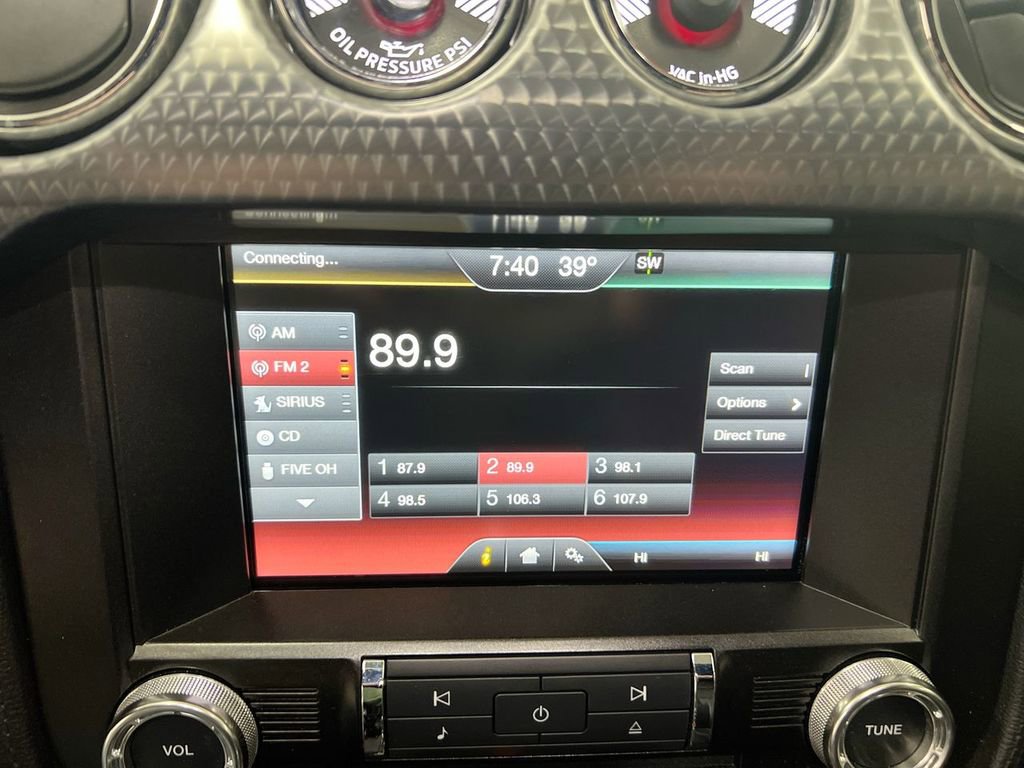 OIL PRESSURE PSI
VAC in-HG
Connecting...
7:40 39° SW
AM
FM 2
SIRIUS
CD
FIVE OH
89.9
Scan
Options
Direct Tune
1 87.9 2 89.9 3 98.1
4 98.5 5 106.3 6 107.9
i HI HI
VOL
TUNE